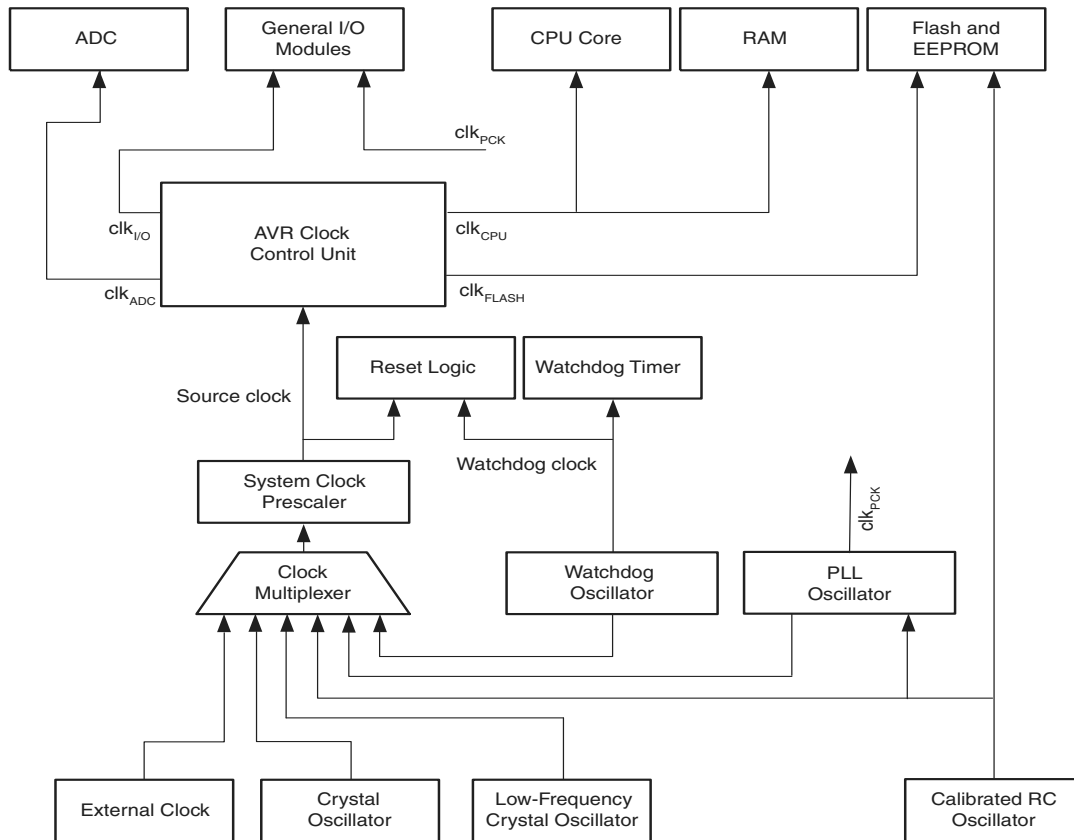 ADC
General I/O
Modules
CPU Core
RAM
Flash and
EEPROM
clkPCK
clkI/O
AVR Clock
Control Unit
clkCPU
clkADC
clkFLASH
Reset Logic
Watchdog Timer
Source clock
Watchdog clock
System Clock
Prescaler
clkPCK
Clock
Multiplexer
Watchdog
Oscillator
PLL
Oscillator
External Clock
Crystal
Oscillator
Low-Frequency
Crystal Oscillator
Calibrated RC
Oscillator